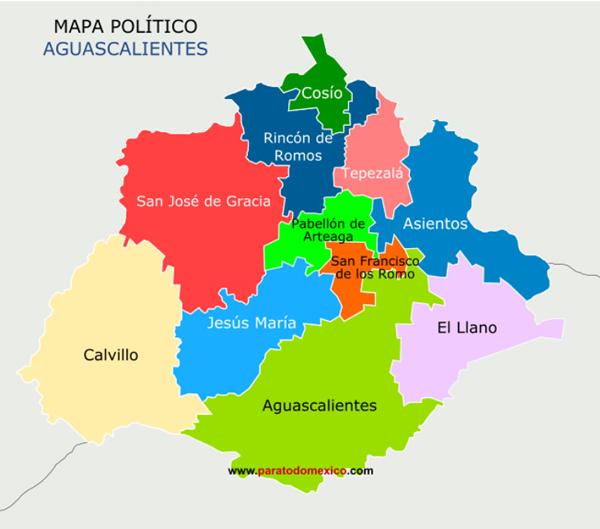 MAPA POLÍTICO
AGUASCALIENTES
Cosío
Rincón de
Romos
Tepezalá
San José de Gracia
Pabellón de
Arteaga
Asientos
San Francisco
de los Romo
Jesús María
El Llano
Calvillo
Aguascalientes
www.paratodomexico.com